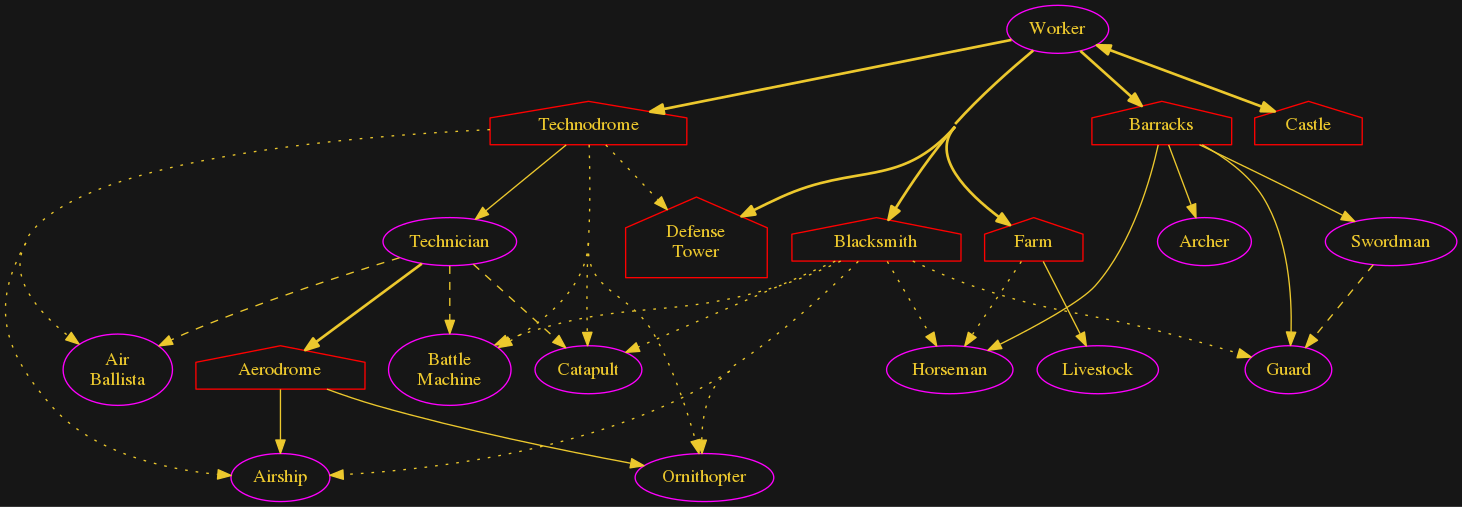 Worker
Technodrome
Barracks
Castle
Technician
Defense
Tower
Blacksmith
Farm
Archer
Swordman
Air
Ballista
Aerodrome
Battle
Machine
Catapult
Horseman
Livestock
Guard
Airship
Ornithopter